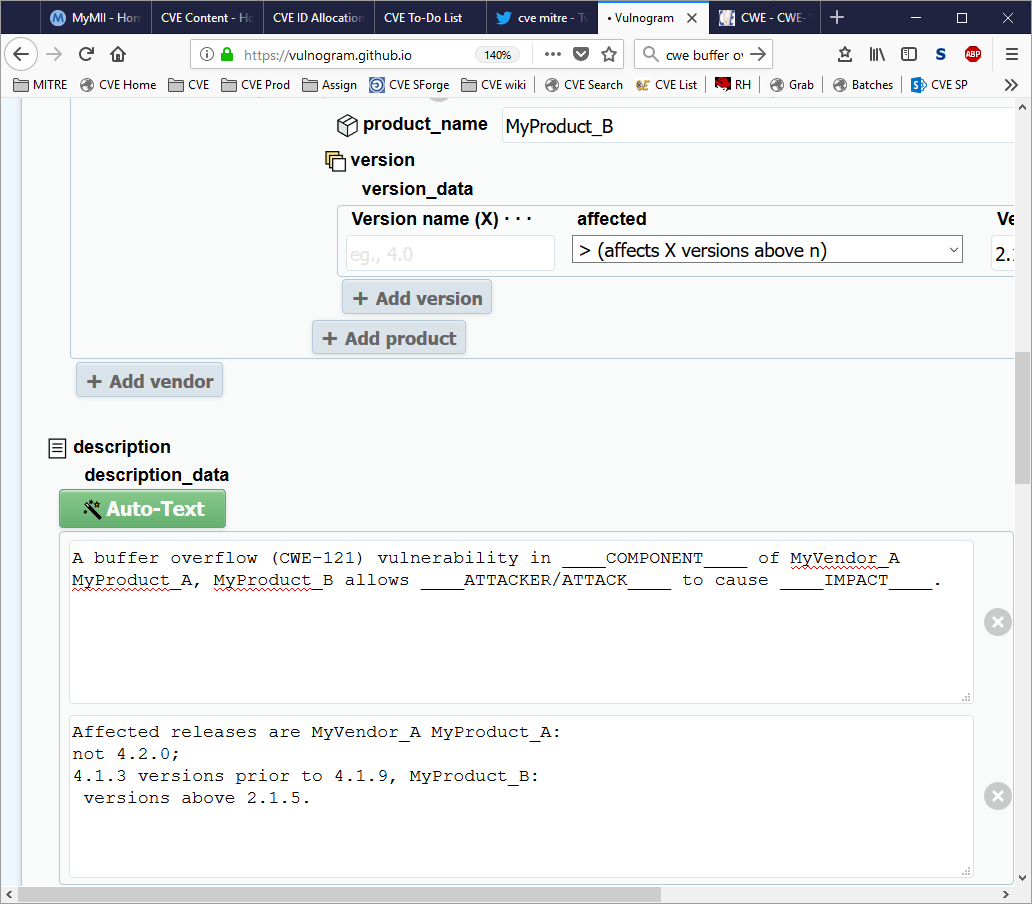 MyMII - Hom
CVE Content - Ho
CVE ID Allocation
CVE To-Do List
cve mitre - Tw
• Vulnogram
CWE - CWE-
https://vulnogram.github.io
140%
cwe buffer ov
S
ABP
MITRE
CVE Home
CVE
CVE Prod
Assign
CVE SForge
CVE wiki
CVE Search
CVE List
RH
Grab
Batches
CVE SP
product_name
MyProduct_B
version
version_data
Version name (X) · · ·
affected
Ve
eg., 4.0
> (affects X versions above n)
2.
+ Add version
+ Add product
+ Add vendor
description
description_data
Auto-Text
A buffer overflow (CWE-121) vulnerability in ____COMPONENT____ of MyVendor_A
MyProduct_A, MyProduct_B allows ____ATTACKER/ATTACK____ to cause ____IMPACT____.
Affected releases are MyVendor_A MyProduct_A:
not 4.2.0;
4.1.3 versions prior to 4.1.9, MyProduct_B:
versions above 2.1.5.